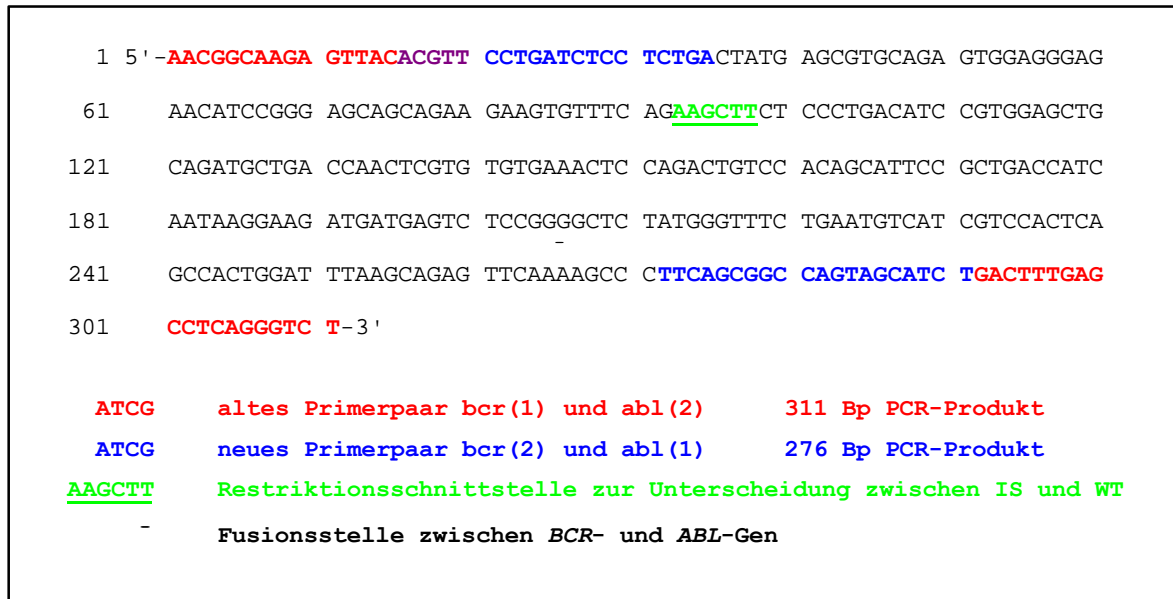 1 5'-AACGGCAAGA GTTACACGTT CCTGATCTCC TCTGACTATG AGCGTGCAGA GTGGAGGGAG
61 AACATCCGGG AGCAGCAGAA GAAGTGTTTC AGAAGCTTCT CCCTGACATC CGTGGAGCTG
121 CAGATGCTGA CCAACTCGTG TGTGAAACTC CAGACTGTCC ACAGCATTCC GCTGACCATC
181 AATAAGGAAG ATGATGAGTC TCCGGGGCTC TATGGGTTTC TGAATGTCAT CGTCCACTCA
-
241 GCCACTGGAT TTAAGCAGAG TTCAAAAGCC CTTCAGCGGC CAGTAGCATC TGACTTTGAG
301 CCTCAGGGTC T-3'
ATCG altes Primerpaar bcr(1) und abl(2) 311 Bp PCR-Produkt
ATCG neues Primerpaar bcr(2) und abl(1) 276 Bp PCR-Produkt
AAGCTT Restriktionsschnittstelle zur Unterscheidung zwischen IS und WT
- Fusionsstelle zwischen BCR- und ABL-Gen